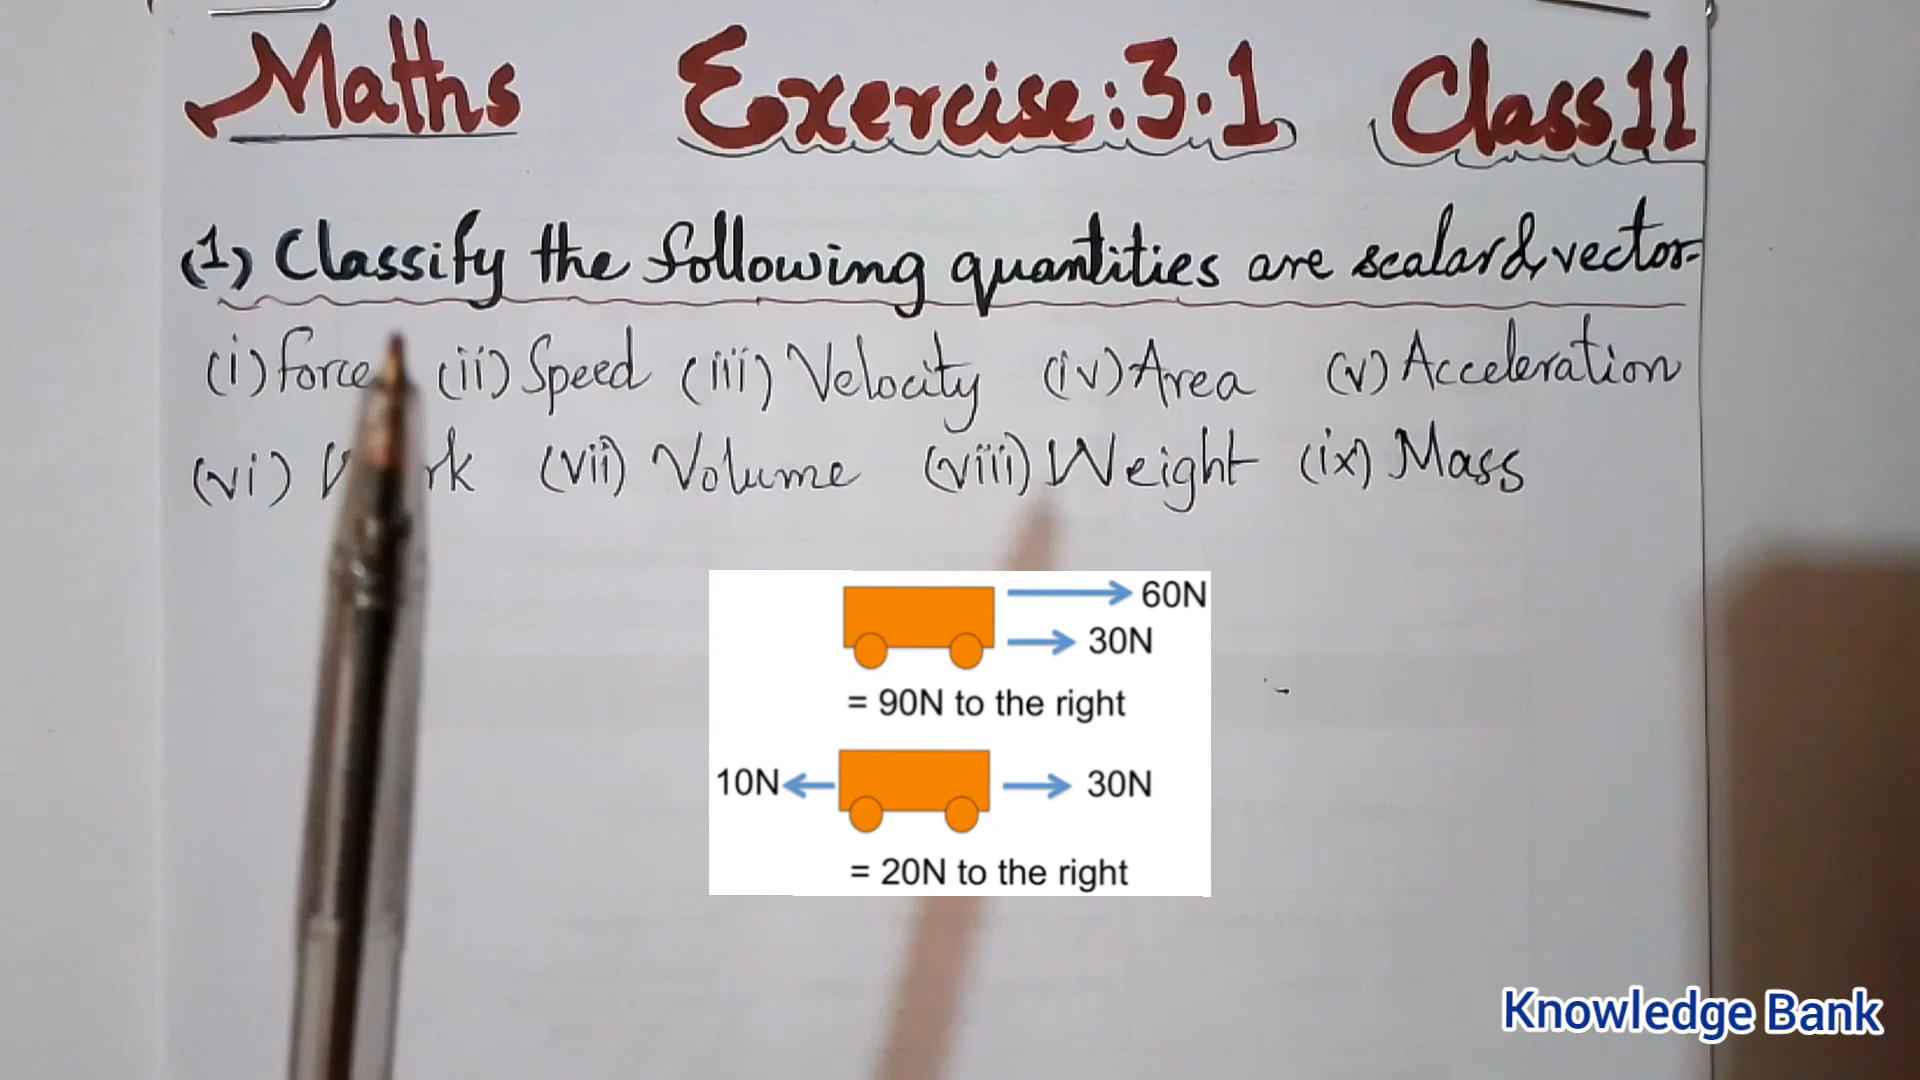 Maths Exercise:3.1 Class 11
(1) Classify the following quantities are scalar & vector-
(i) Force (ii) Speed (iii) Velocity (iv) Area (v) Acceleration
(vi) W rk (vii) Volume (viii) Weight (ix) Mass
60N
30N
= 90N to the right
10N 30N
= 20N to the right
Knowledge Bank